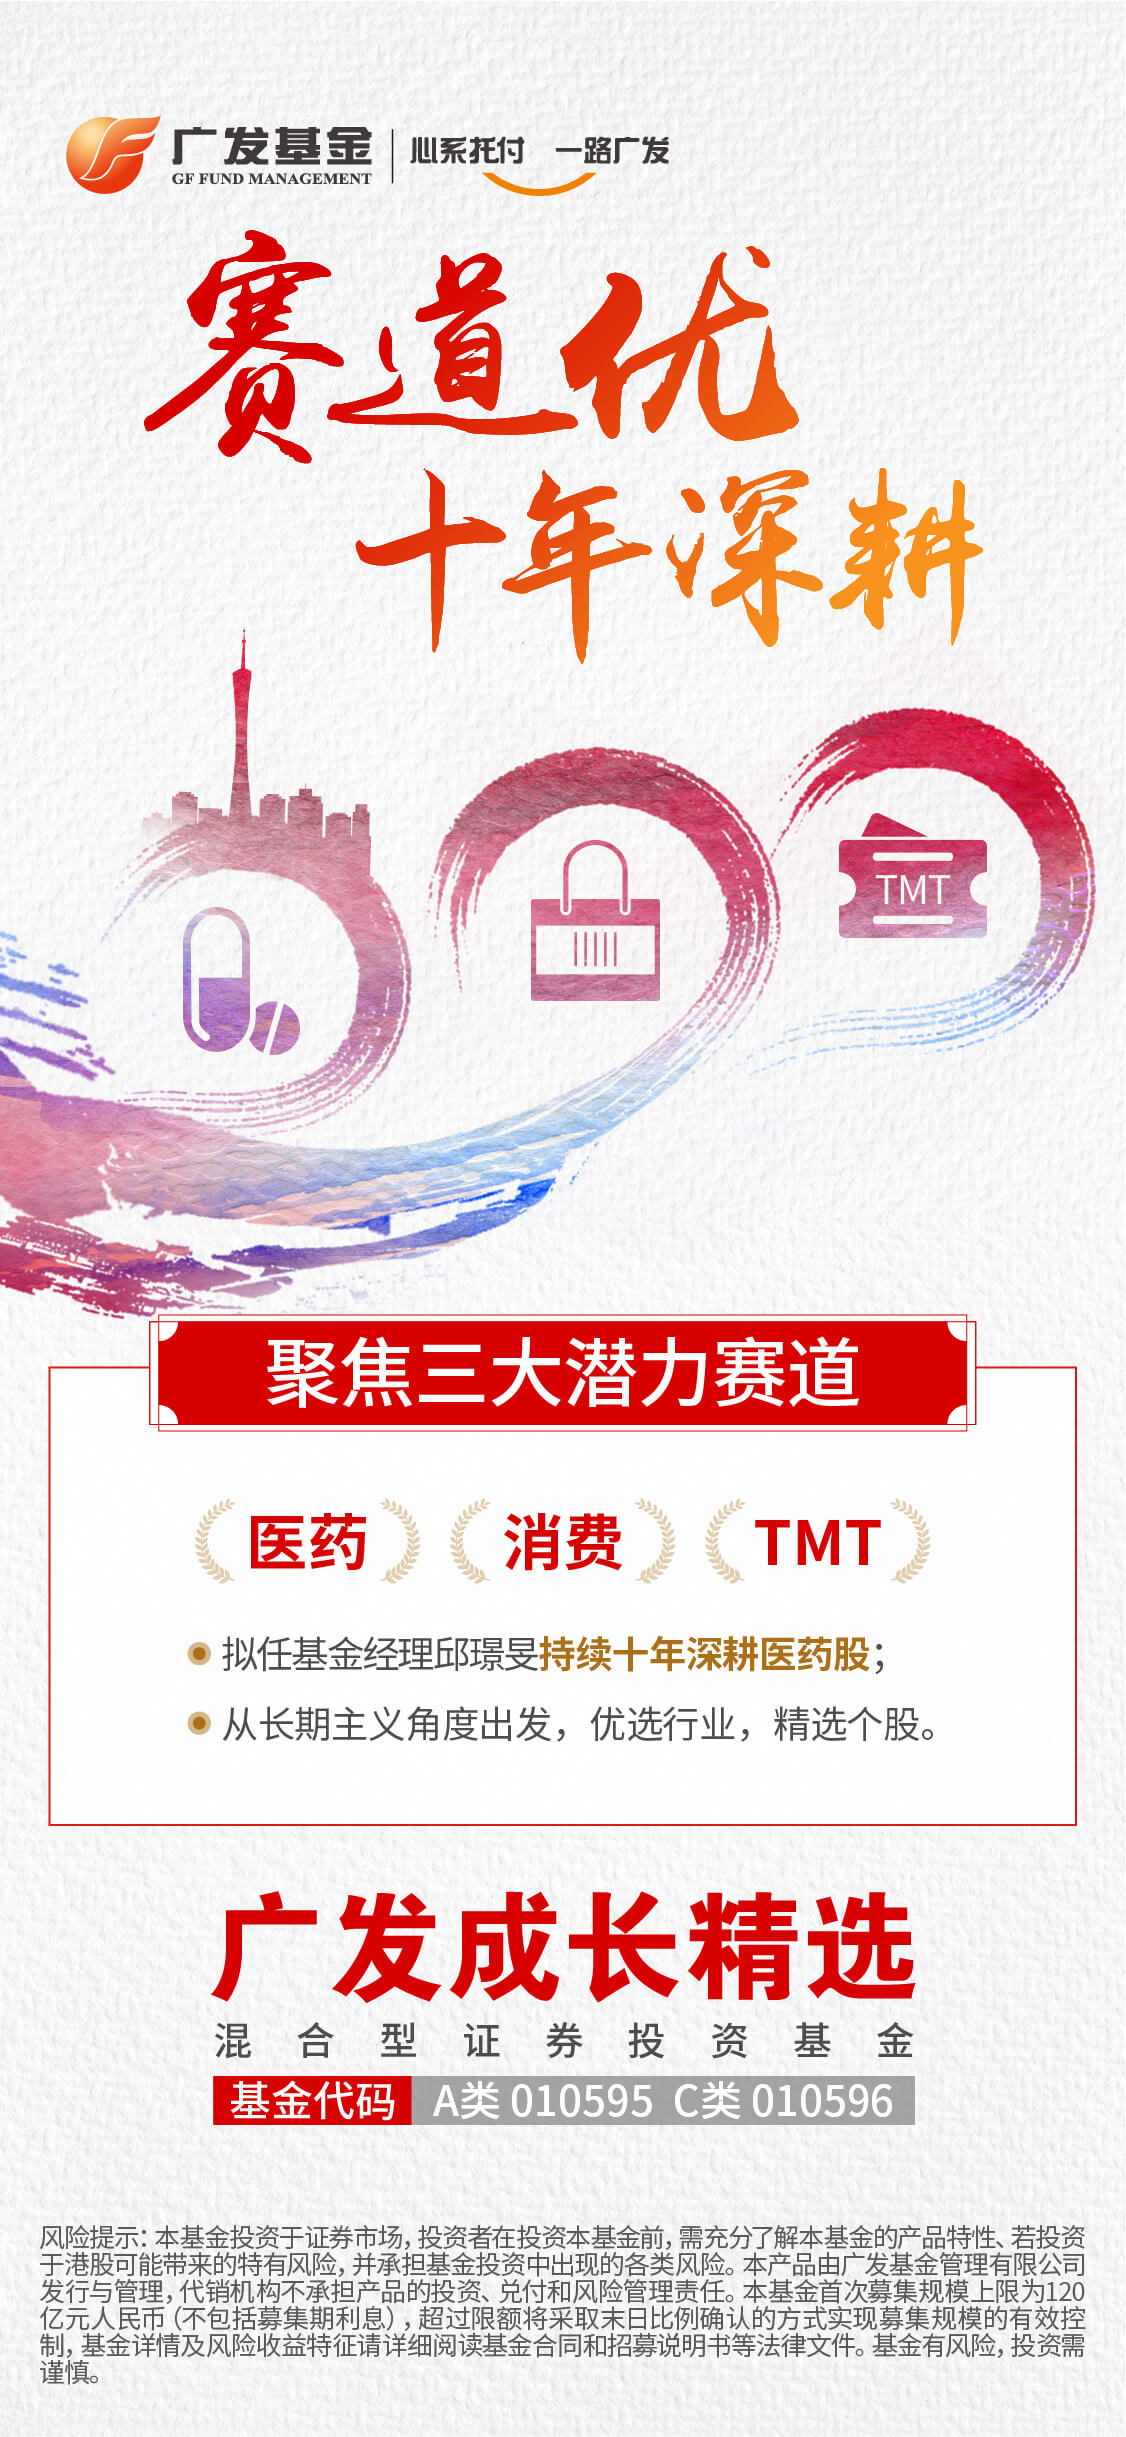 广发基金
GF FUND MANAGEMENT
心系托付 一路广发
赛道优
十年深耕
TMT
聚焦三大潜力赛道
医药 消费 TMT
拟任基金经理邱璟旻持续十年深耕医药股；
从长期主义角度出发，优选行业，精选个股。
广发成长精选
混合型证券投资基金
基金代码 A类 010595 C类 010596
风险提示：本基金投资于证券市场，投资者在投资本基金前，需充分了解本基金的产品特性、若投资
于港股可能带来的特有风险，并承担基金投资中出现的各类风险。本产品由广发基金管理有限公司
发行与管理，代销机构不承担产品的投资、兑付和风险管理责任。本基金首次募集规模上限为120
亿元人民币（不包括募集期利息），超过限额将采取末日比例确认的方式实现募集规模的有效控
制，基金详情及风险收益特征请详细阅读基金合同和招募说明书等法律文件。基金有风险，投资需
谨慎。